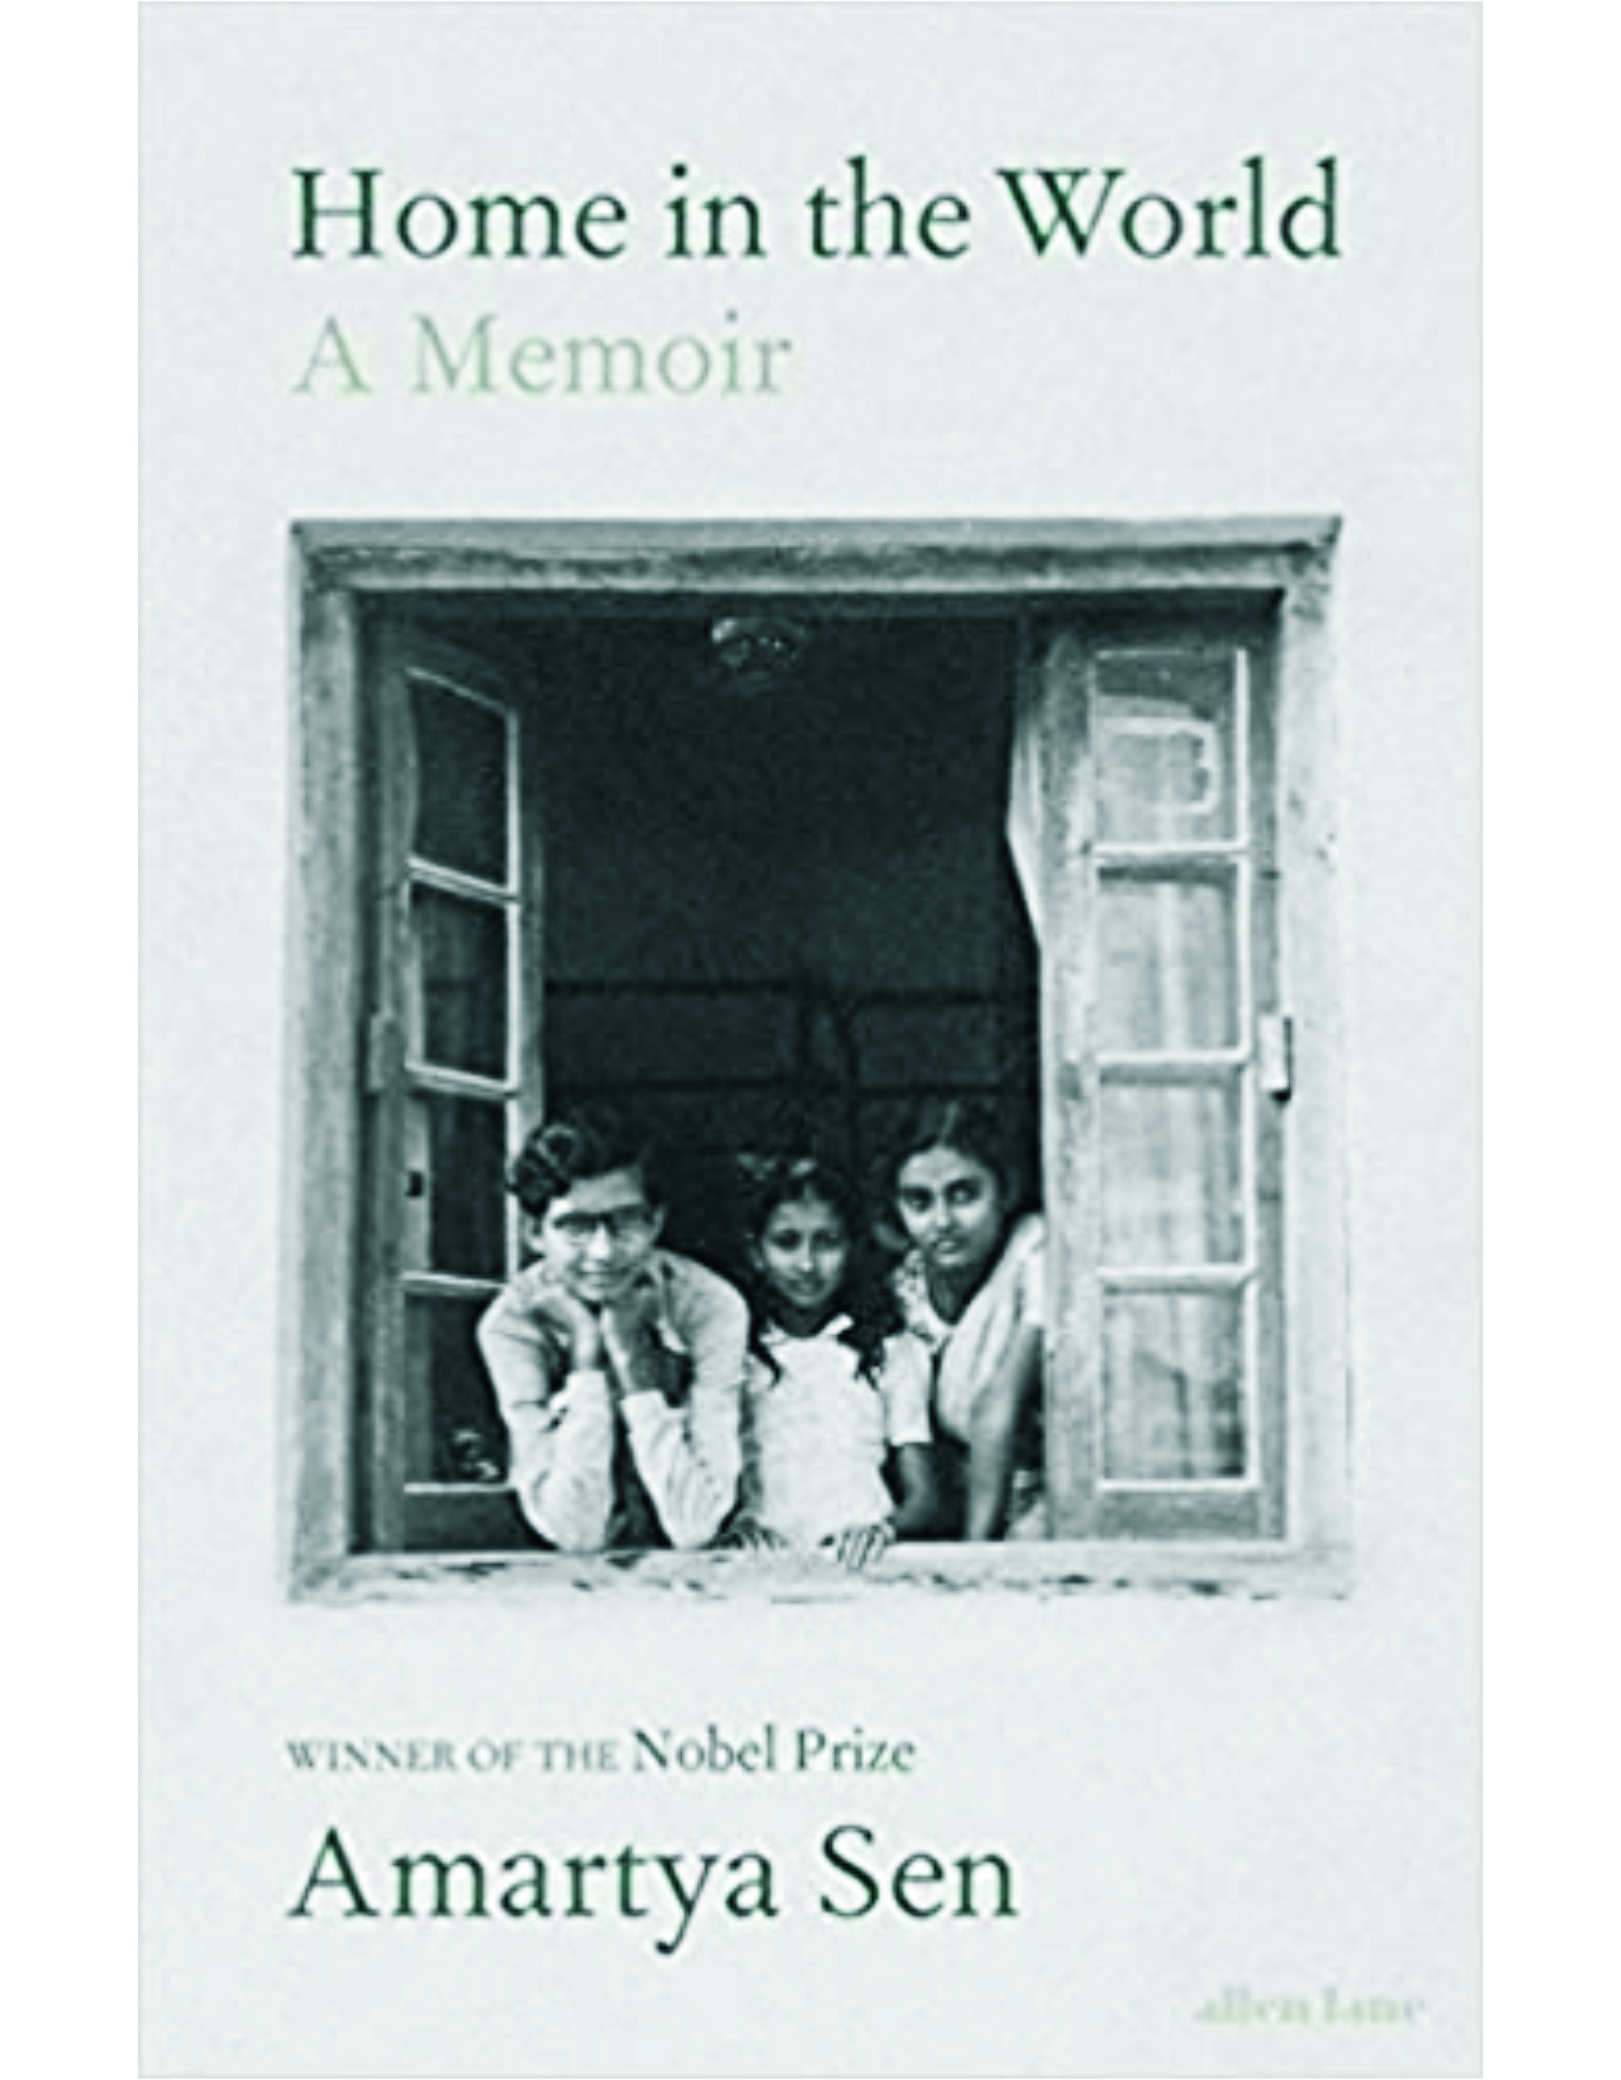 Home in the World
A Memoir
WINNER OF THE Nobel Prize
Amartya Sen
allen lane